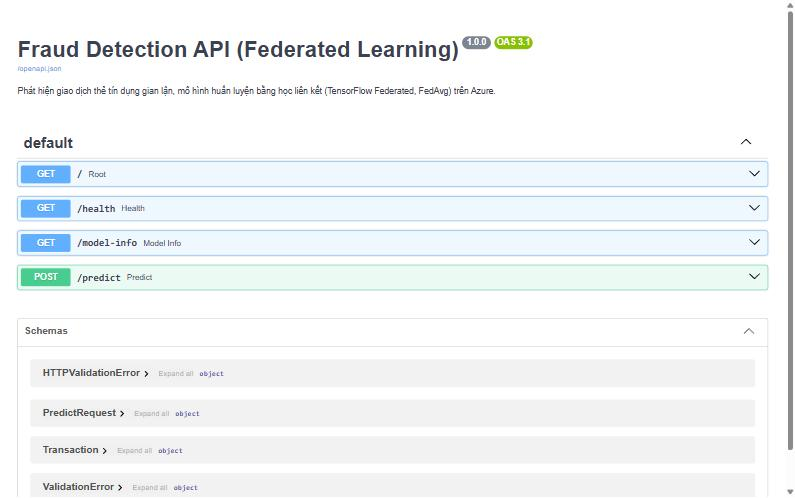 Fraud Detection API (Federated Learning) 1.0.0 OAS 3.1
/openapi.json
Phát hiện giao dịch thẻ tín dụng gian lận, mô hình huấn luyện bằng học liên kết (TensorFlow Federated, FedAvg) trên Azure.
default
GET / Root
GET /health Health
GET /model-info Model Info
POST /predict Predict
Schemas
HTTPValidationError Expand all object
PredictRequest Expand all object
Transaction Expand all object
ValidationError Expand all object